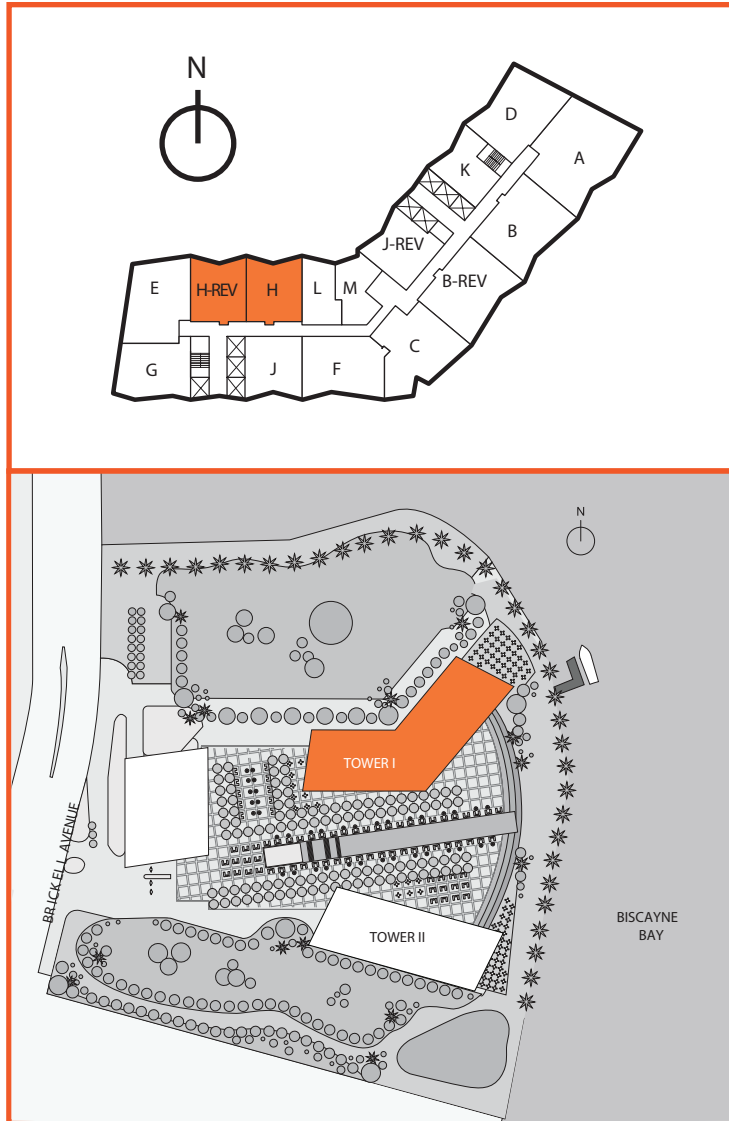 N
D
A
K
B
J-REV
B-REV
E
H-REV
H
L
M
C
G
J
F
N
TOWER I
BRICKELL AVENUE
TOWER II
BISCAYNE
BAY